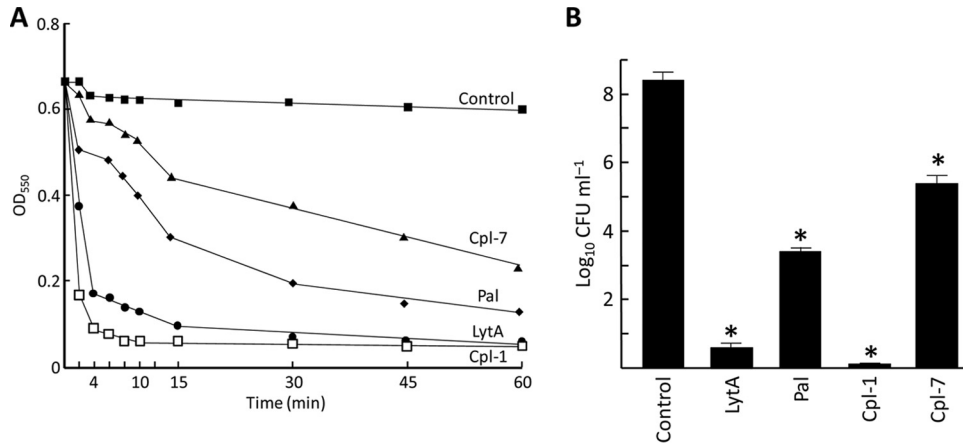 A
B
0.8
0.6
0.4
0.2
0
OD550
Control
Cpl-7
Pal
LytA
Cpl-1
4 10 15 30 45 60
Time (min)
8
6
4
2
Log10 CFU ml–1
*
*
*
*
Control
LytA
Pal
Cpl-1
Cpl-7